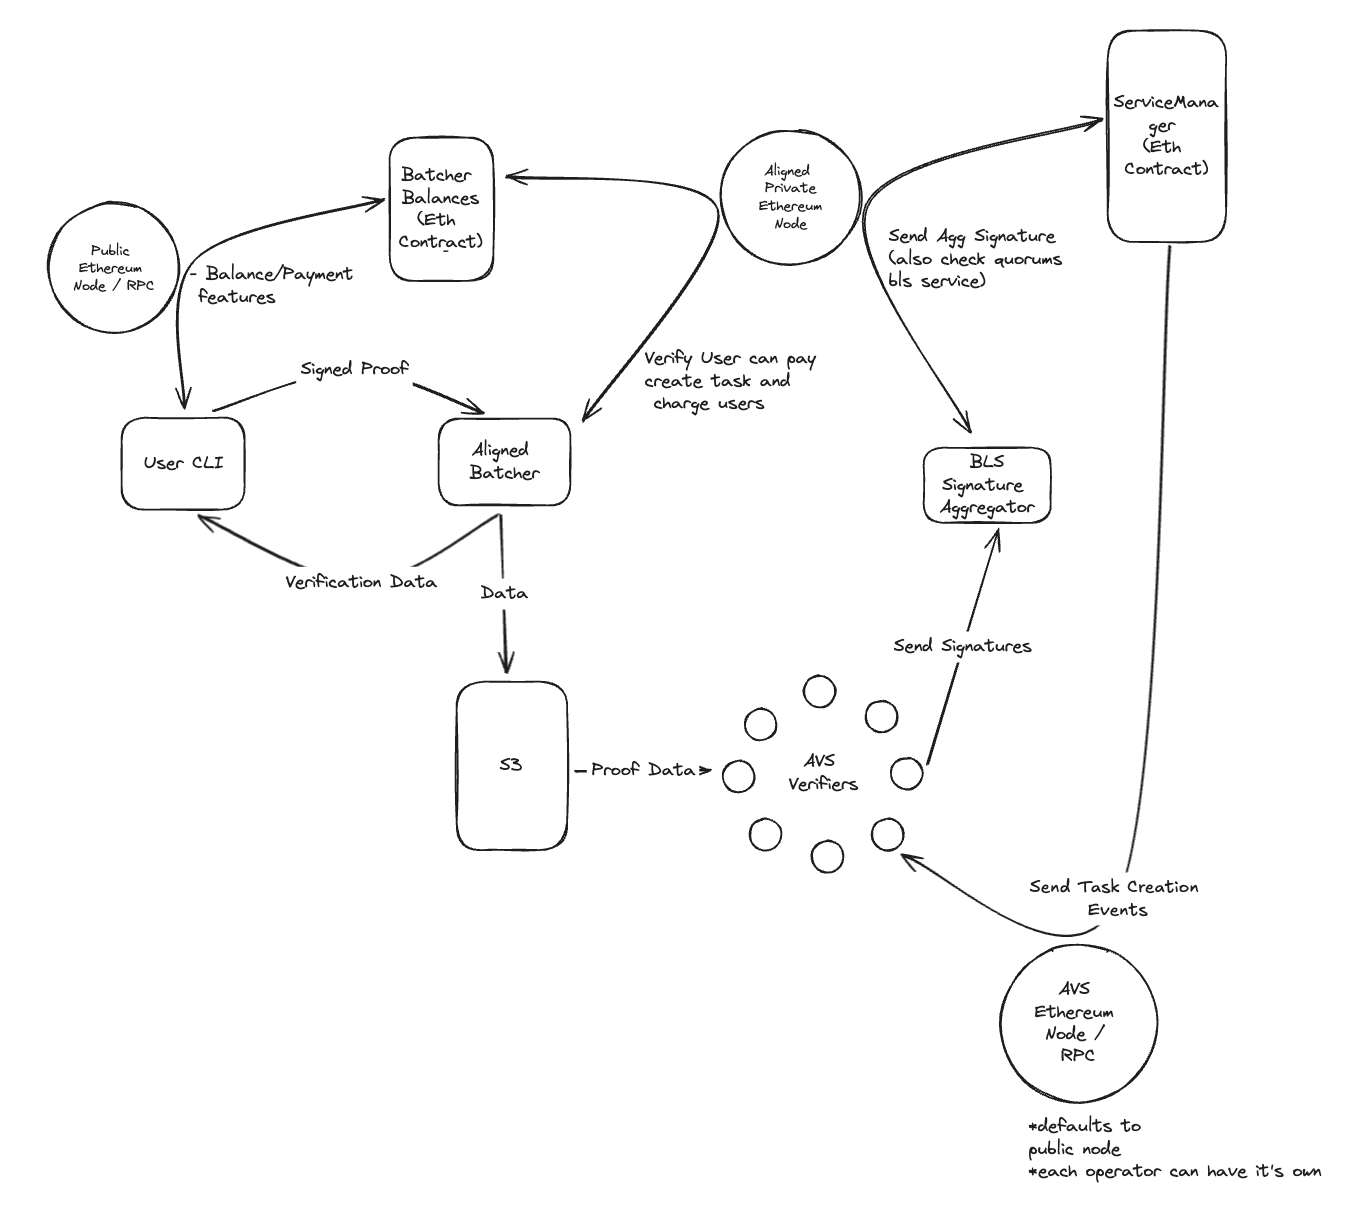 ServiceMana
ger
(Eth
Contract)
Batcher
Balances
(Eth
Contract)
Aligned
Private
Ethereum
Node
Public
Ethereum
Node / RPC
- Balance/Payment
features
Send Agg Signature
(also check quorums
bls service)
Signed Proof
Verify User can pay
create task and
charge users
User CLI
Aligned
Batcher
BLS
Signature
Aggregator
Verification Data
Data
Send Signatures
S3
Proof Data
AVS
Verifiers
Send Task Creation
Events
AVS
Ethereum
Node /
RPC
*defaults to
public node
*each operator can have it's own